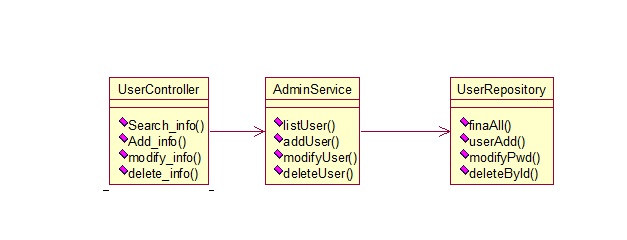 UserController
Search_info()
Add_info()
modify_info()
delete_info()
AdminService
listUser()
addUser()
modifyUser()
deleteUser()
UserRepository
finaAll()
userAdd()
modifyPwd()
deleteById()